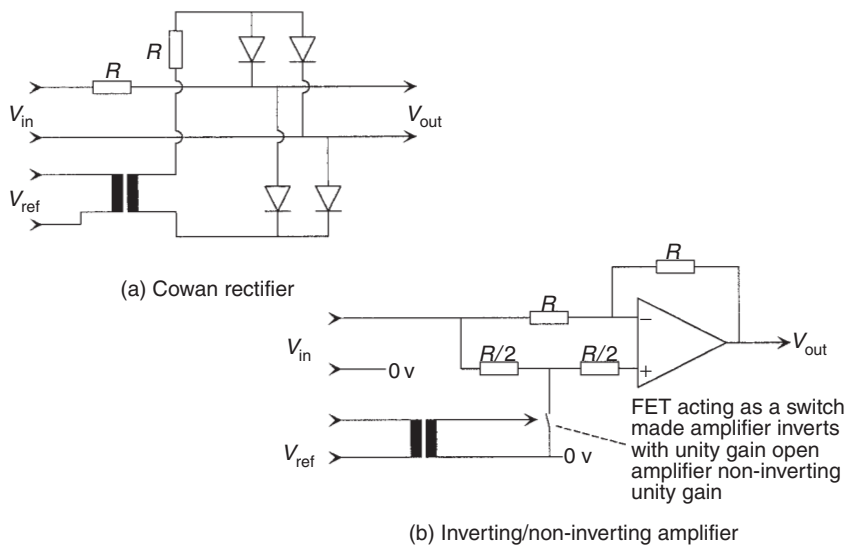 R
R
V_in
V_out
V_ref
(a) Cowan rectifier
R
R
V_in
R/2
R/2
−
+
V_out
0 v
V_ref
0 v
FET acting as a switch
made amplifier inverts
with unity gain open
amplifier non-inverting
unity gain
(b) Inverting/non-inverting amplifier